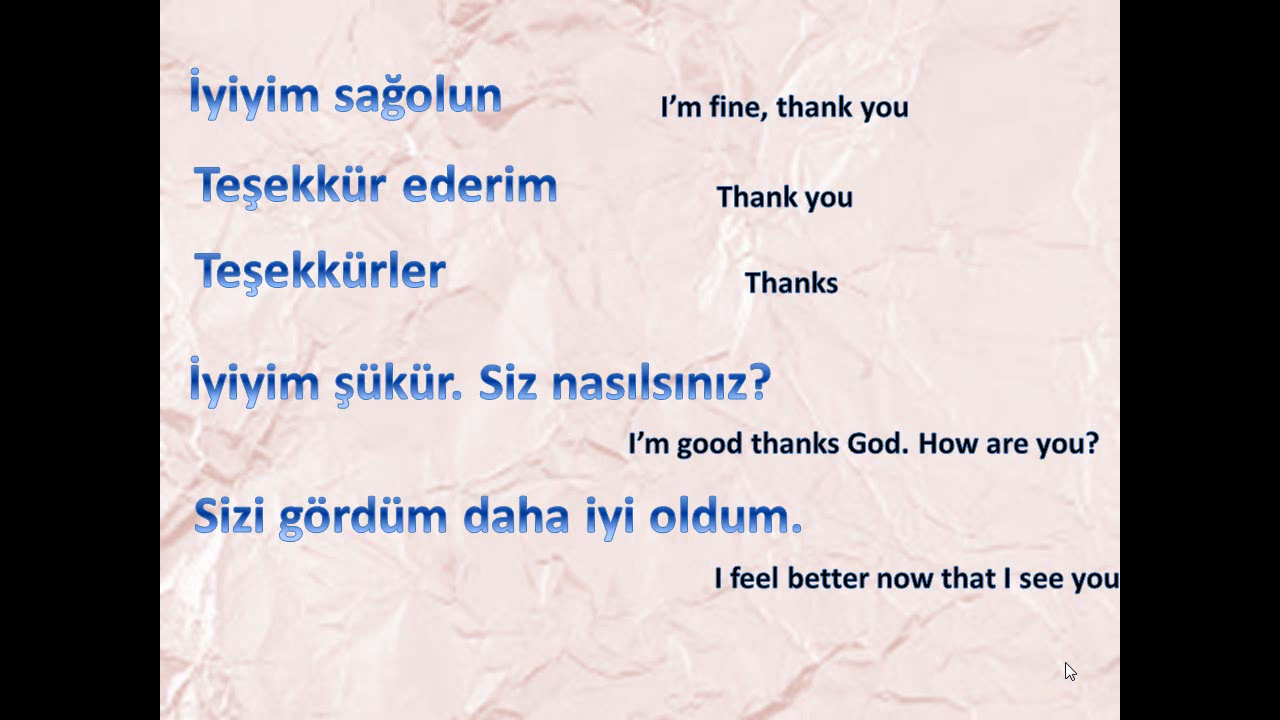 İyiyim sağolun
I’m fine, thank you
Teşekkür ederim
Thank you
Teşekkürler
Thanks
İyiyim şükür. Siz nasılsınız?
I’m good thanks God. How are you?
Sizi gördüm daha iyi oldum.
I feel better now that I see you